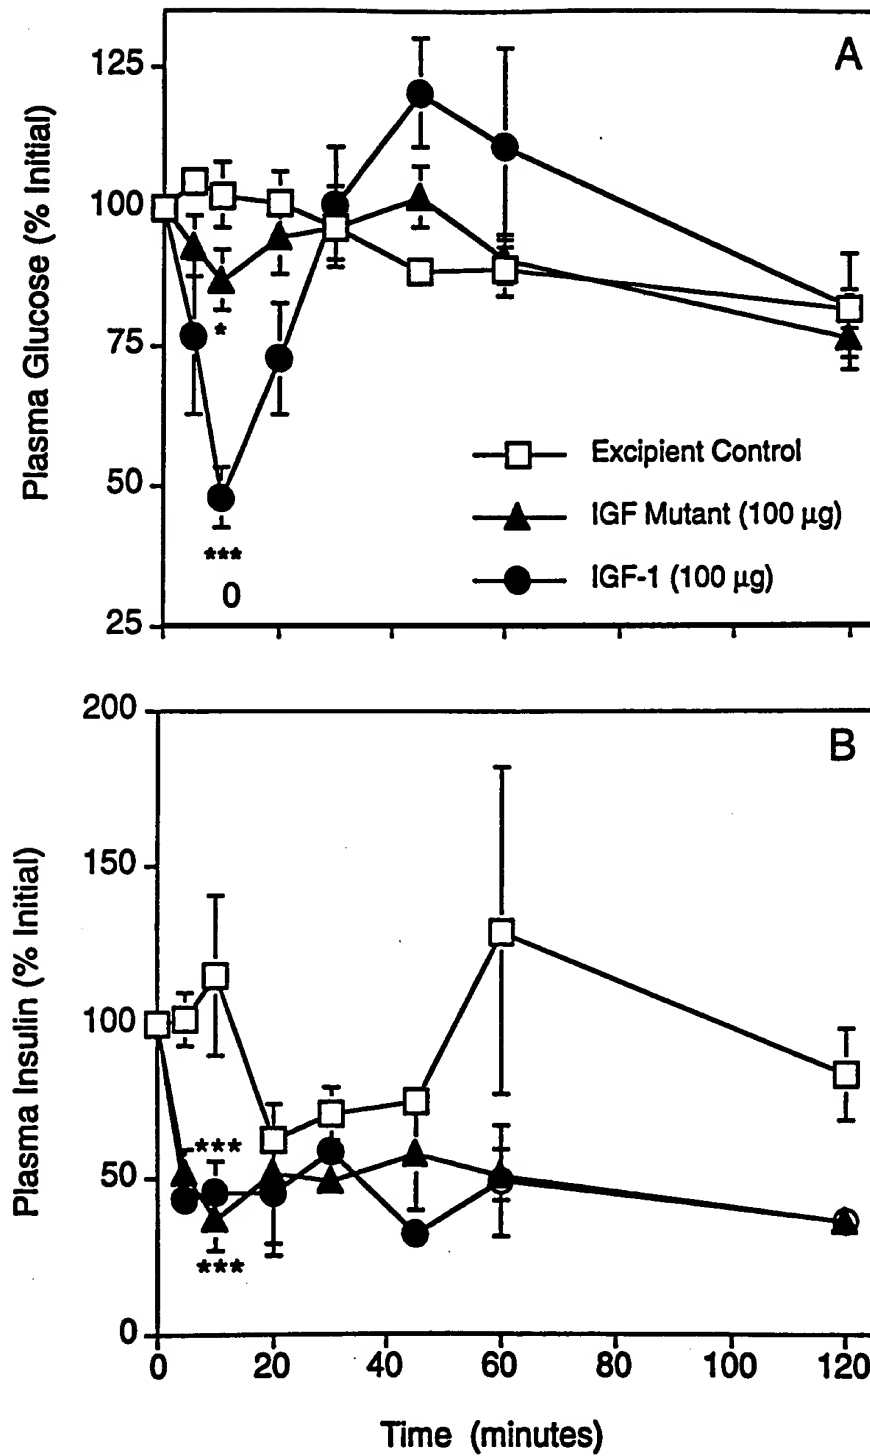 A
125
100
75
50
25
Plasma Glucose (% Initial)
*
***
0
Excipient Control
IGF Mutant (100 µg)
IGF-1 (100 µg)
B
200
150
100
50
0
Plasma Insulin (% Initial)
***
***
0 20 40 60 80 100 120
Time (minutes)